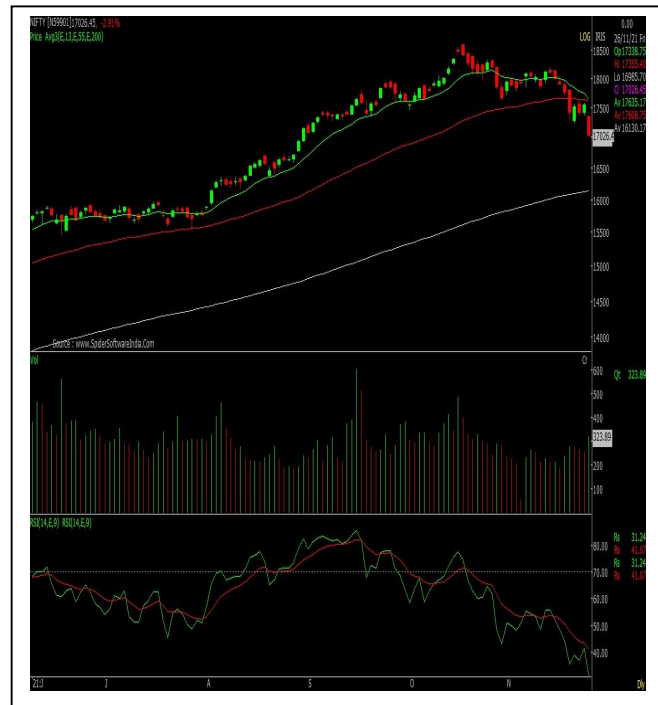 NIFTY [N59901]17026.45, -2.91%
Price Avg3(E,13,E,55,E,200)
LOG
IRIS
0.00
26/11/21 Fri
Op17338.75
Hi 17355.40
Lo 16985.70
Cl 17026.45
Av 17635.17
Av 17608.75
Av 16130.17
18500
18000
17500
17026.4
16500
16000
15500
15000
14500
14000
Source : www.SpiderSoftwareIndia.Com
Vol
Cr
Qt 323.89
600
500
400
323.89
200
100
RSI(14,E,9) RSI(14,E,9)
Rs 31.24
Rs 41.07
Rs 31.24
Rs 41.07
80.00
70.00
60.00
50.00
40.00
21:J J A S O N Dly